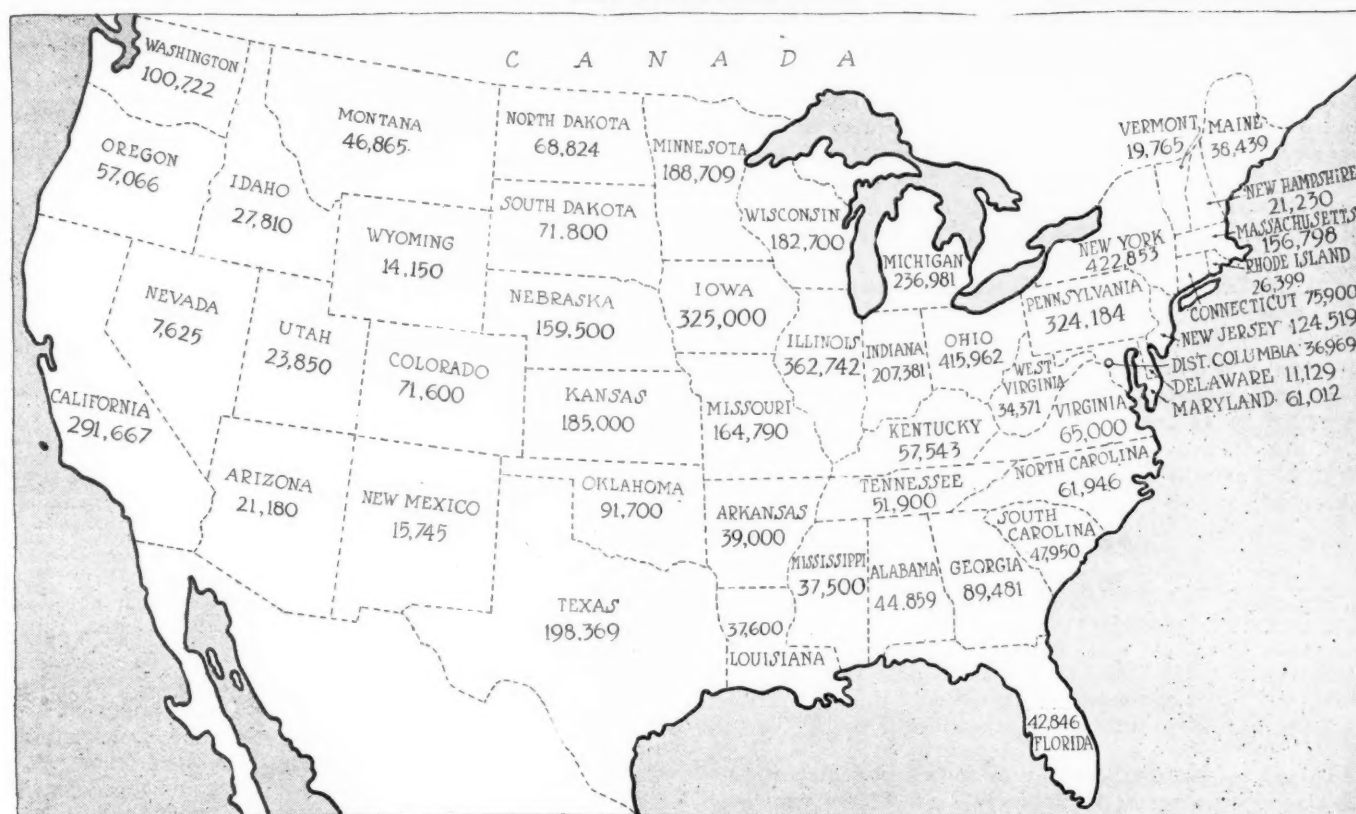 C A N A D A
WASHINGTON
100,722
OREGON
57,066
IDAHO
27,810
MONTANA
46,865
WYOMING
14,150
NORTH DAKOTA
68,824
SOUTH DAKOTA
71.800
NEBRASKA
159,500
KANSAS
185,000
NEVADA
7,625
UTAH
23,850
COLORADO
71,600
CALIFORNIA
291,667
ARIZONA
21,180
NEW MEXICO
15,745
OKLAHOMA
91,700
TEXAS
198.369
MINNESOTA
188,709
WISCONSIN
182,700
MICHIGAN
236,981
IOWA
325,000
ILLINOIS
362,742
INDIANA
207,381
OHIO
415,962
MISSOURI
164,790
KENTUCKY
57,543
WEST
VIRGINIA
34,371
VIRGINIA
65,000
TENNESSEE
51,900
NORTH CAROLINA
61,946
SOUTH
CAROLINA
47,950
ARKANSAS
39,000
MISSISSIPPI
37,500
ALABAMA
44.859
GEORGIA
89,481
37,600
LOUISIANA
42,846
FLORIDA
VERMONT
19,765
MAINE
38,439
NEW HAMPSHIRE
21,230
MASSACHUSETTS
156,798
RHODE ISLAND
26,399
CONNECTICUT 75,900
NEW YORK
422,853
PENNSYLVANIA
324.184
NEW JERSEY 124,519
DIST. COLUMBIA 36,969
DELAWARE 11,129
MARYLAND. 61,012